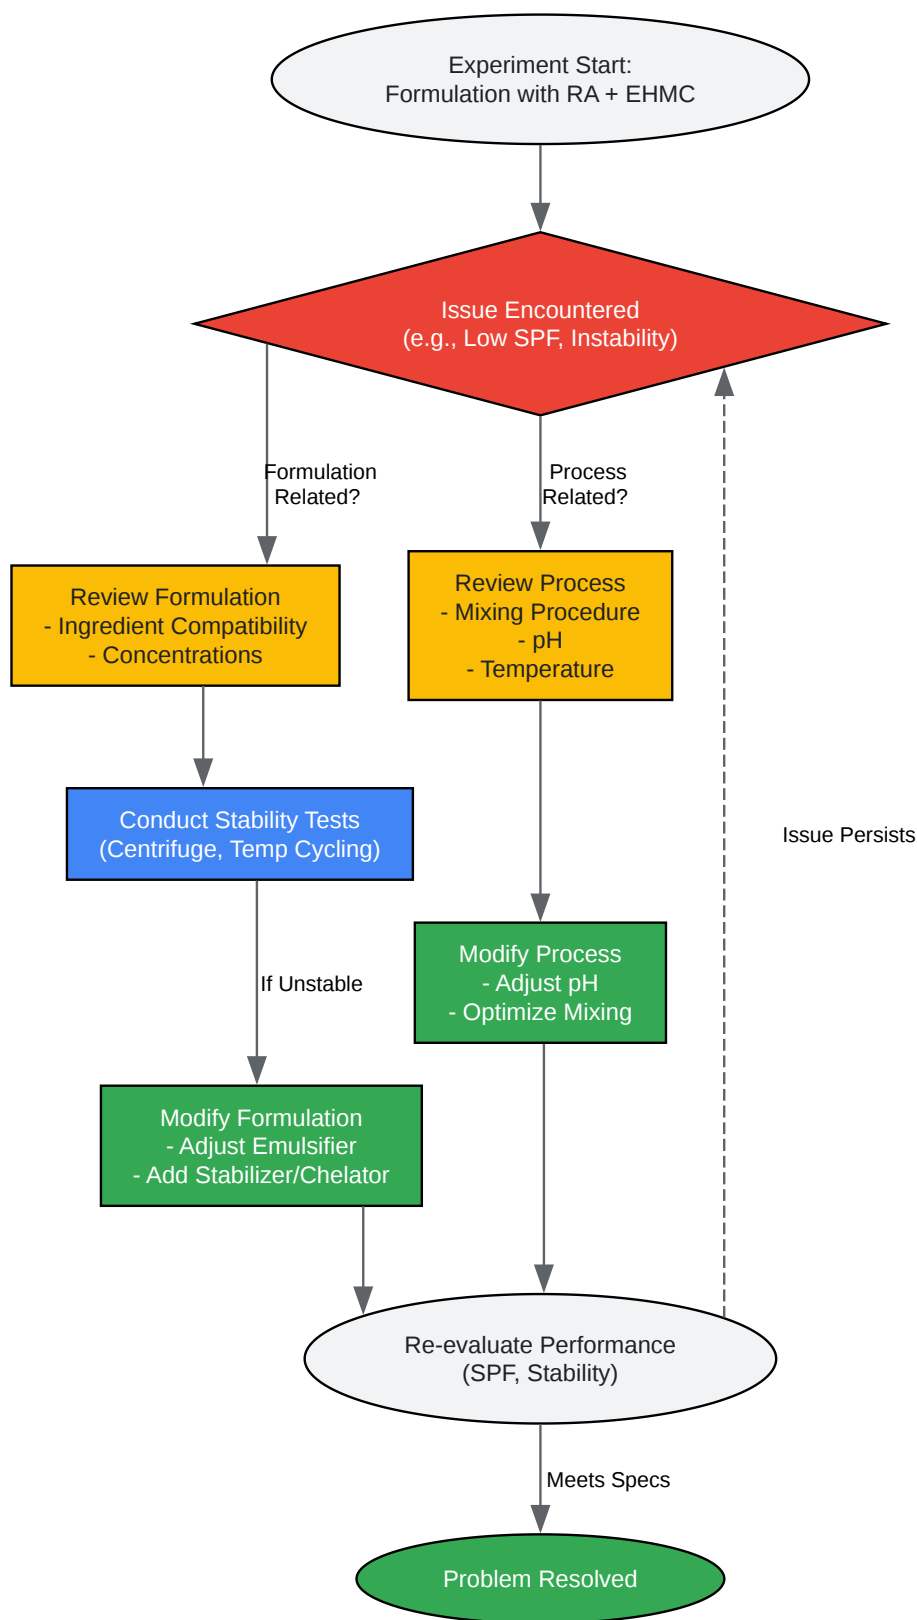 Experiment Start:
Formulation with RA + EHMC
Issue Encountered
(e.g., Low SPF, Instability)
Formulation
Related?
Process
Related?
Review Formulation
- Ingredient Compatibility
- Concentrations
Review Process
- Mixing Procedure
- pH
- Temperature
Conduct Stability Tests
(Centrifuge, Temp Cycling)
Issue Persists
If Unstable
Modify Process
- Adjust pH
- Optimize Mixing
Modify Formulation
- Adjust Emulsifier
- Add Stabilizer/Chelator
Re-evaluate Performance
(SPF, Stability)
Meets Specs
Problem Resolved